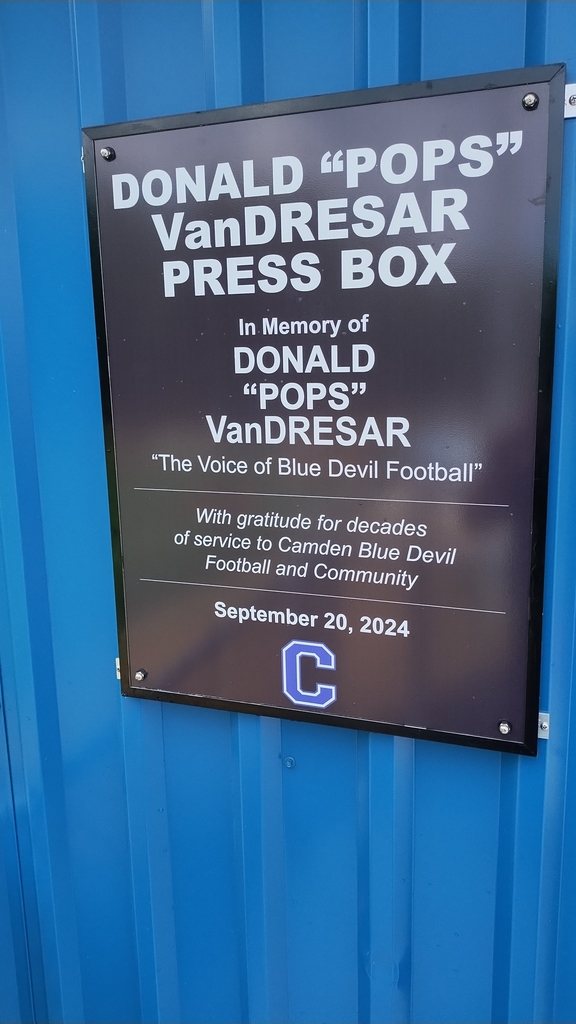 DONALD “POPS”
VanDRESAR
PRESS BOX
In Memory of
DONALD
“POPS”
VanDRESAR
“The Voice of Blue Devil Football”
With gratitude for decades
of service to Camden Blue Devil
Football and Community
September 20, 2024
C